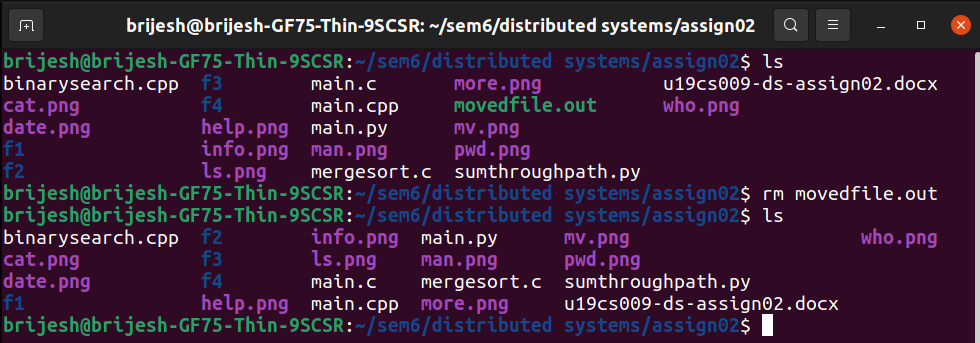 brijesh@brijesh-GF75-Thin-9SCSR: ~/sem6/distributed systems/assign02
brijesh@brijesh-GF75-Thin-9SCSR:~/sem6/distributed systems/assign02$ ls
binarysearch.cpp  f3        main.c       more.png          u19cs009-ds-assign02.docx
cat.png           f4        main.cpp     movedfile.out     who.png
date.png          help.png  main.py      mv.png
f1                info.png  man.png      pwd.png
f2                ls.png    mergesort.c  sumthroughpath.py
brijesh@brijesh-GF75-Thin-9SCSR:~/sem6/distributed systems/assign02$ rm movedfile.out
brijesh@brijesh-GF75-Thin-9SCSR:~/sem6/distributed systems/assign02$ ls
binarysearch.cpp  f2        info.png  main.py      mv.png                     who.png
cat.png           f3        ls.png    man.png      pwd.png
date.png          f4        main.c    mergesort.c  sumthroughpath.py
f1                help.png  main.cpp  more.png     u19cs009-ds-assign02.docx
brijesh@brijesh-GF75-Thin-9SCSR:~/sem6/distributed systems/assign02$